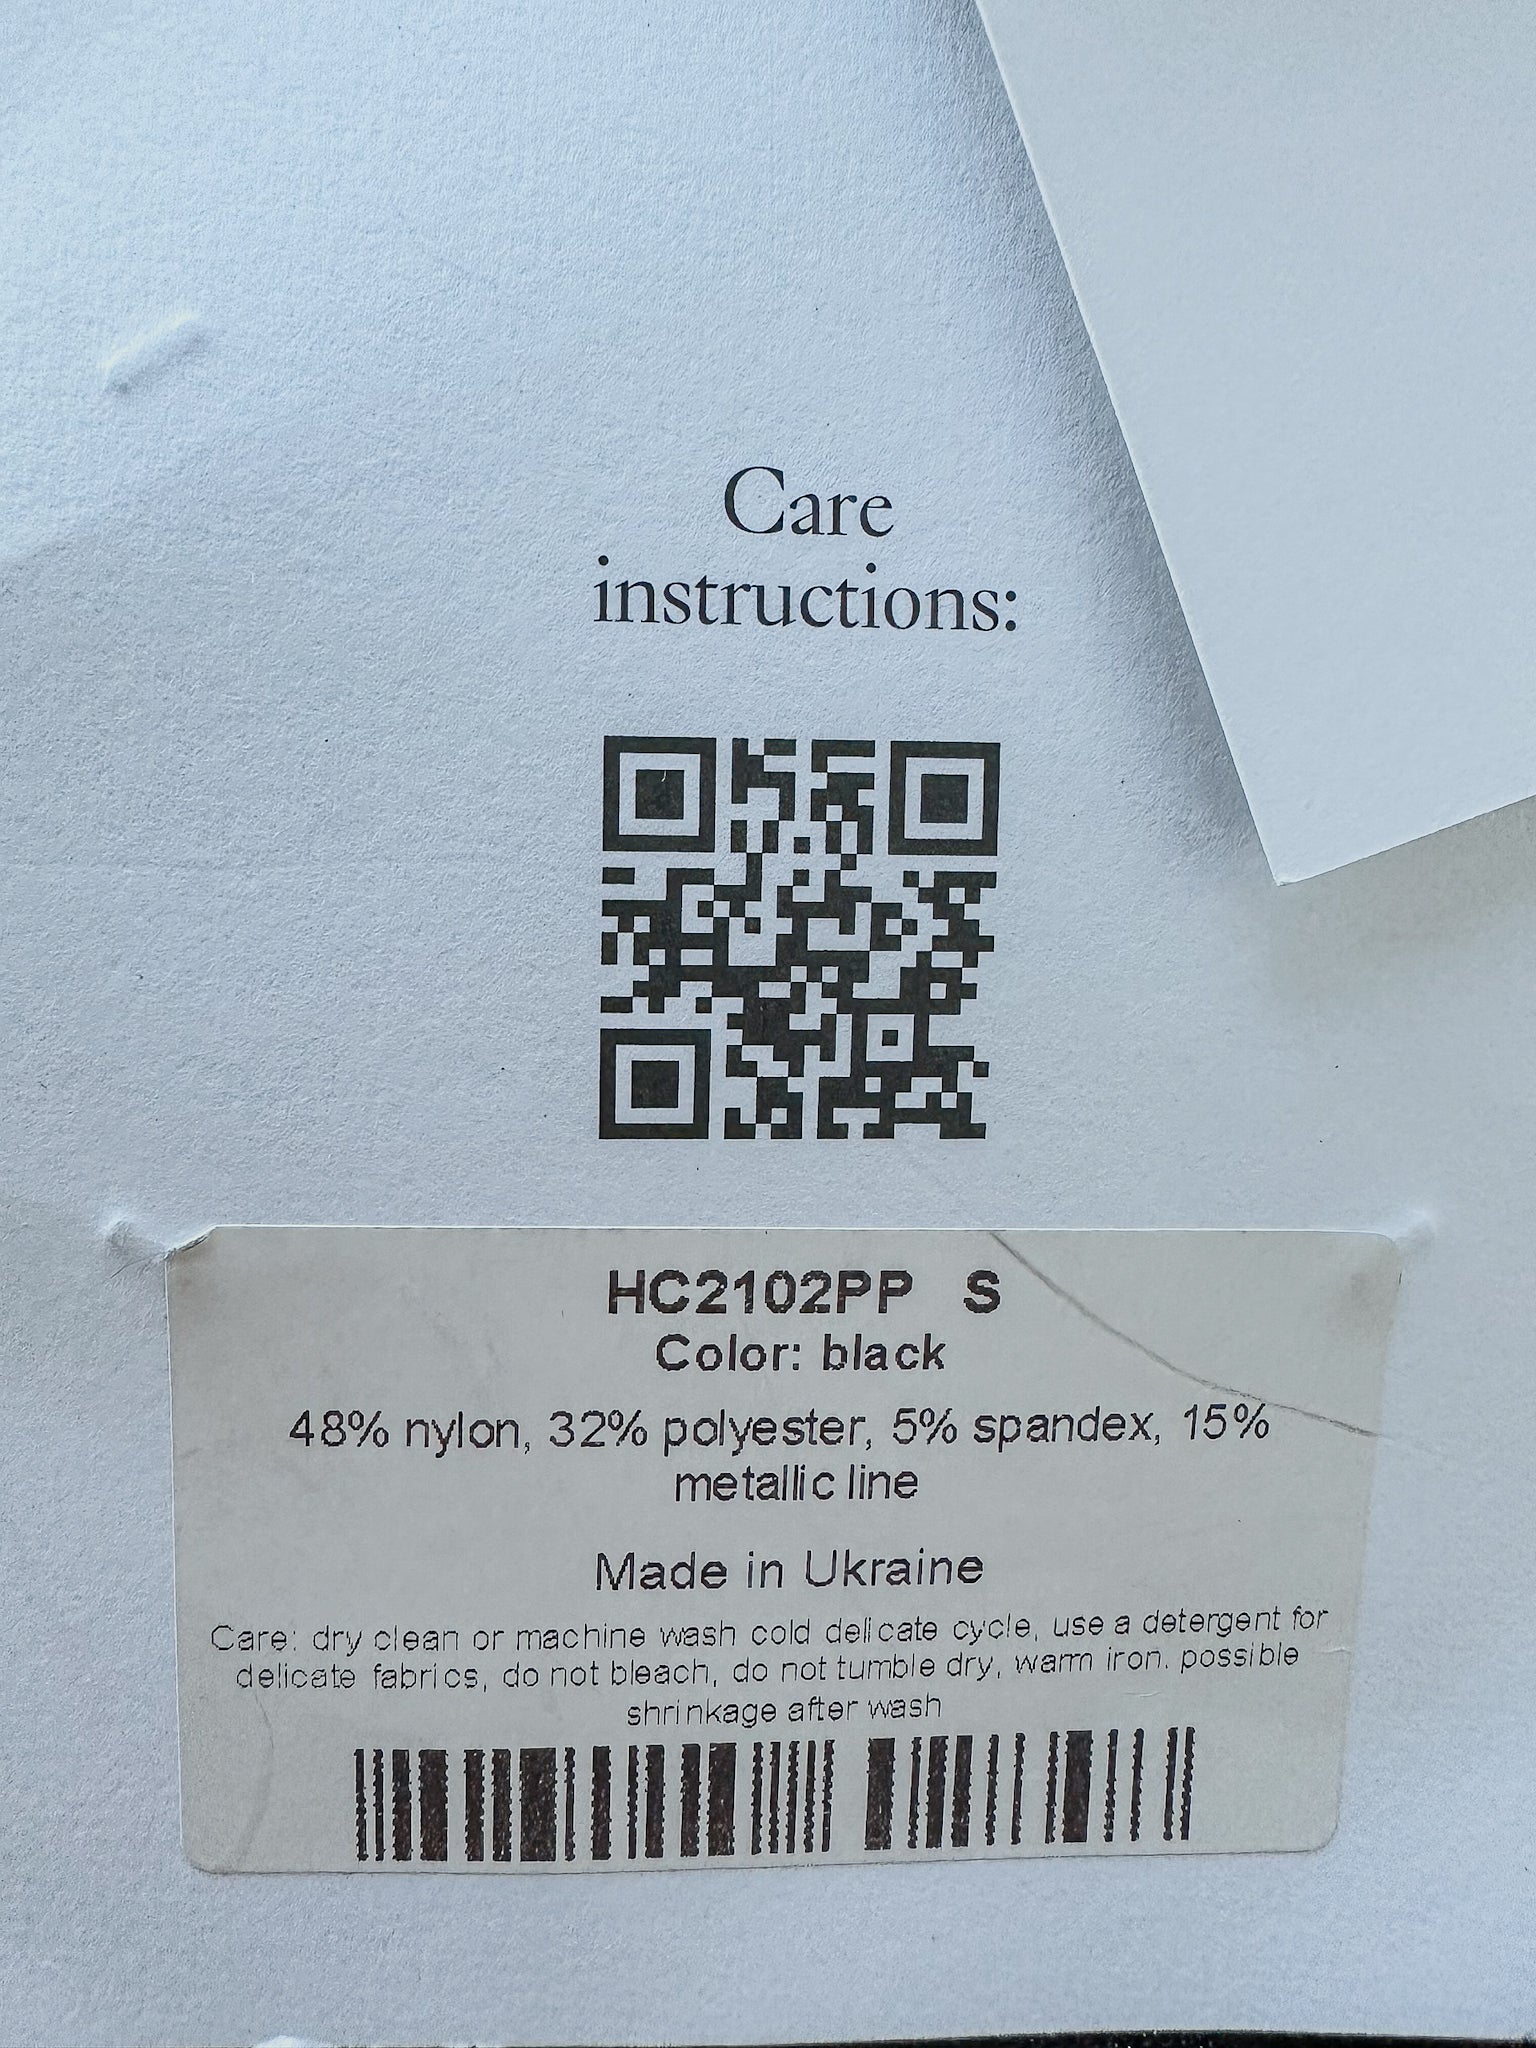 Care
instructions:
HC2102PP S
Color: black
48% nylon, 32% polyester, 5% spandex, 15%
metallic line
Made in Ukraine
Care: dry clean or machine wash cold delicate cycle, use a detergent for
delicate fabrics, do not bleach, do not tumble dry, warm iron. possible
shrinkage after wash